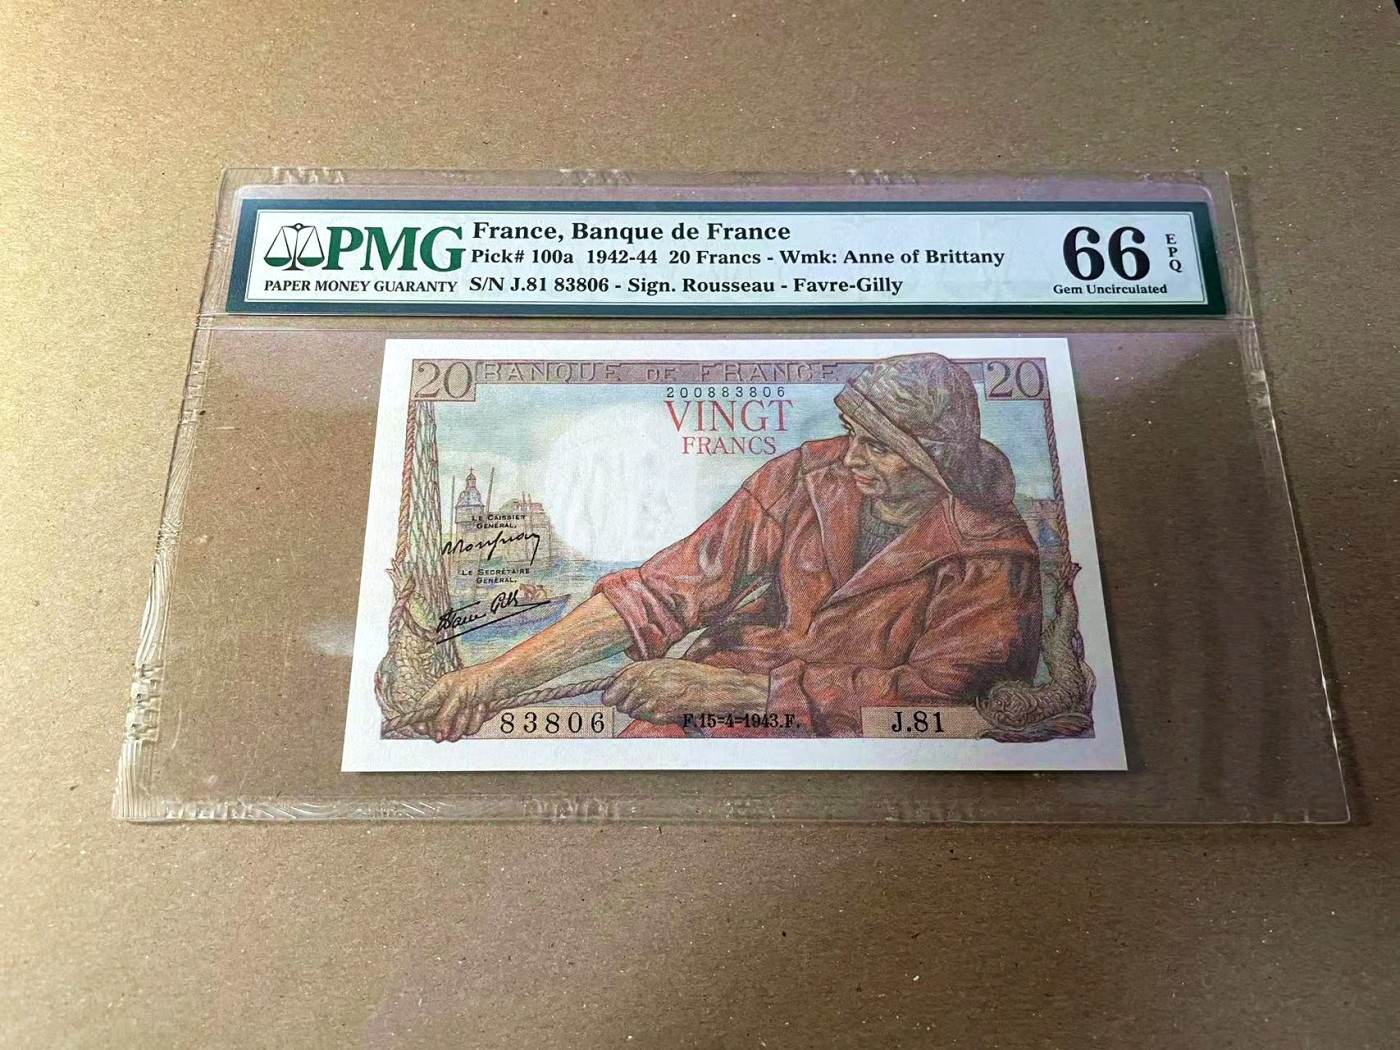 PMG
PAPER MONEY GUARANTY
France, Banque de France
Pick# 100a 1942-44 20 Francs - Wmk: Anne of Brittany
S/N J.81 83806 - Sign. Rousseau - Favre-Gilly
66
EPQ
Gem Uncirculated
20 BANQUE DE FRANCE 20
200883806
VINGT
FRANCS
LE CAISSIER
GÉNÉRAL,
LE SECRÉTAIRE
GÉNÉRAL,
Favre Gilly
83806 F.15=4=1943.F. J.81